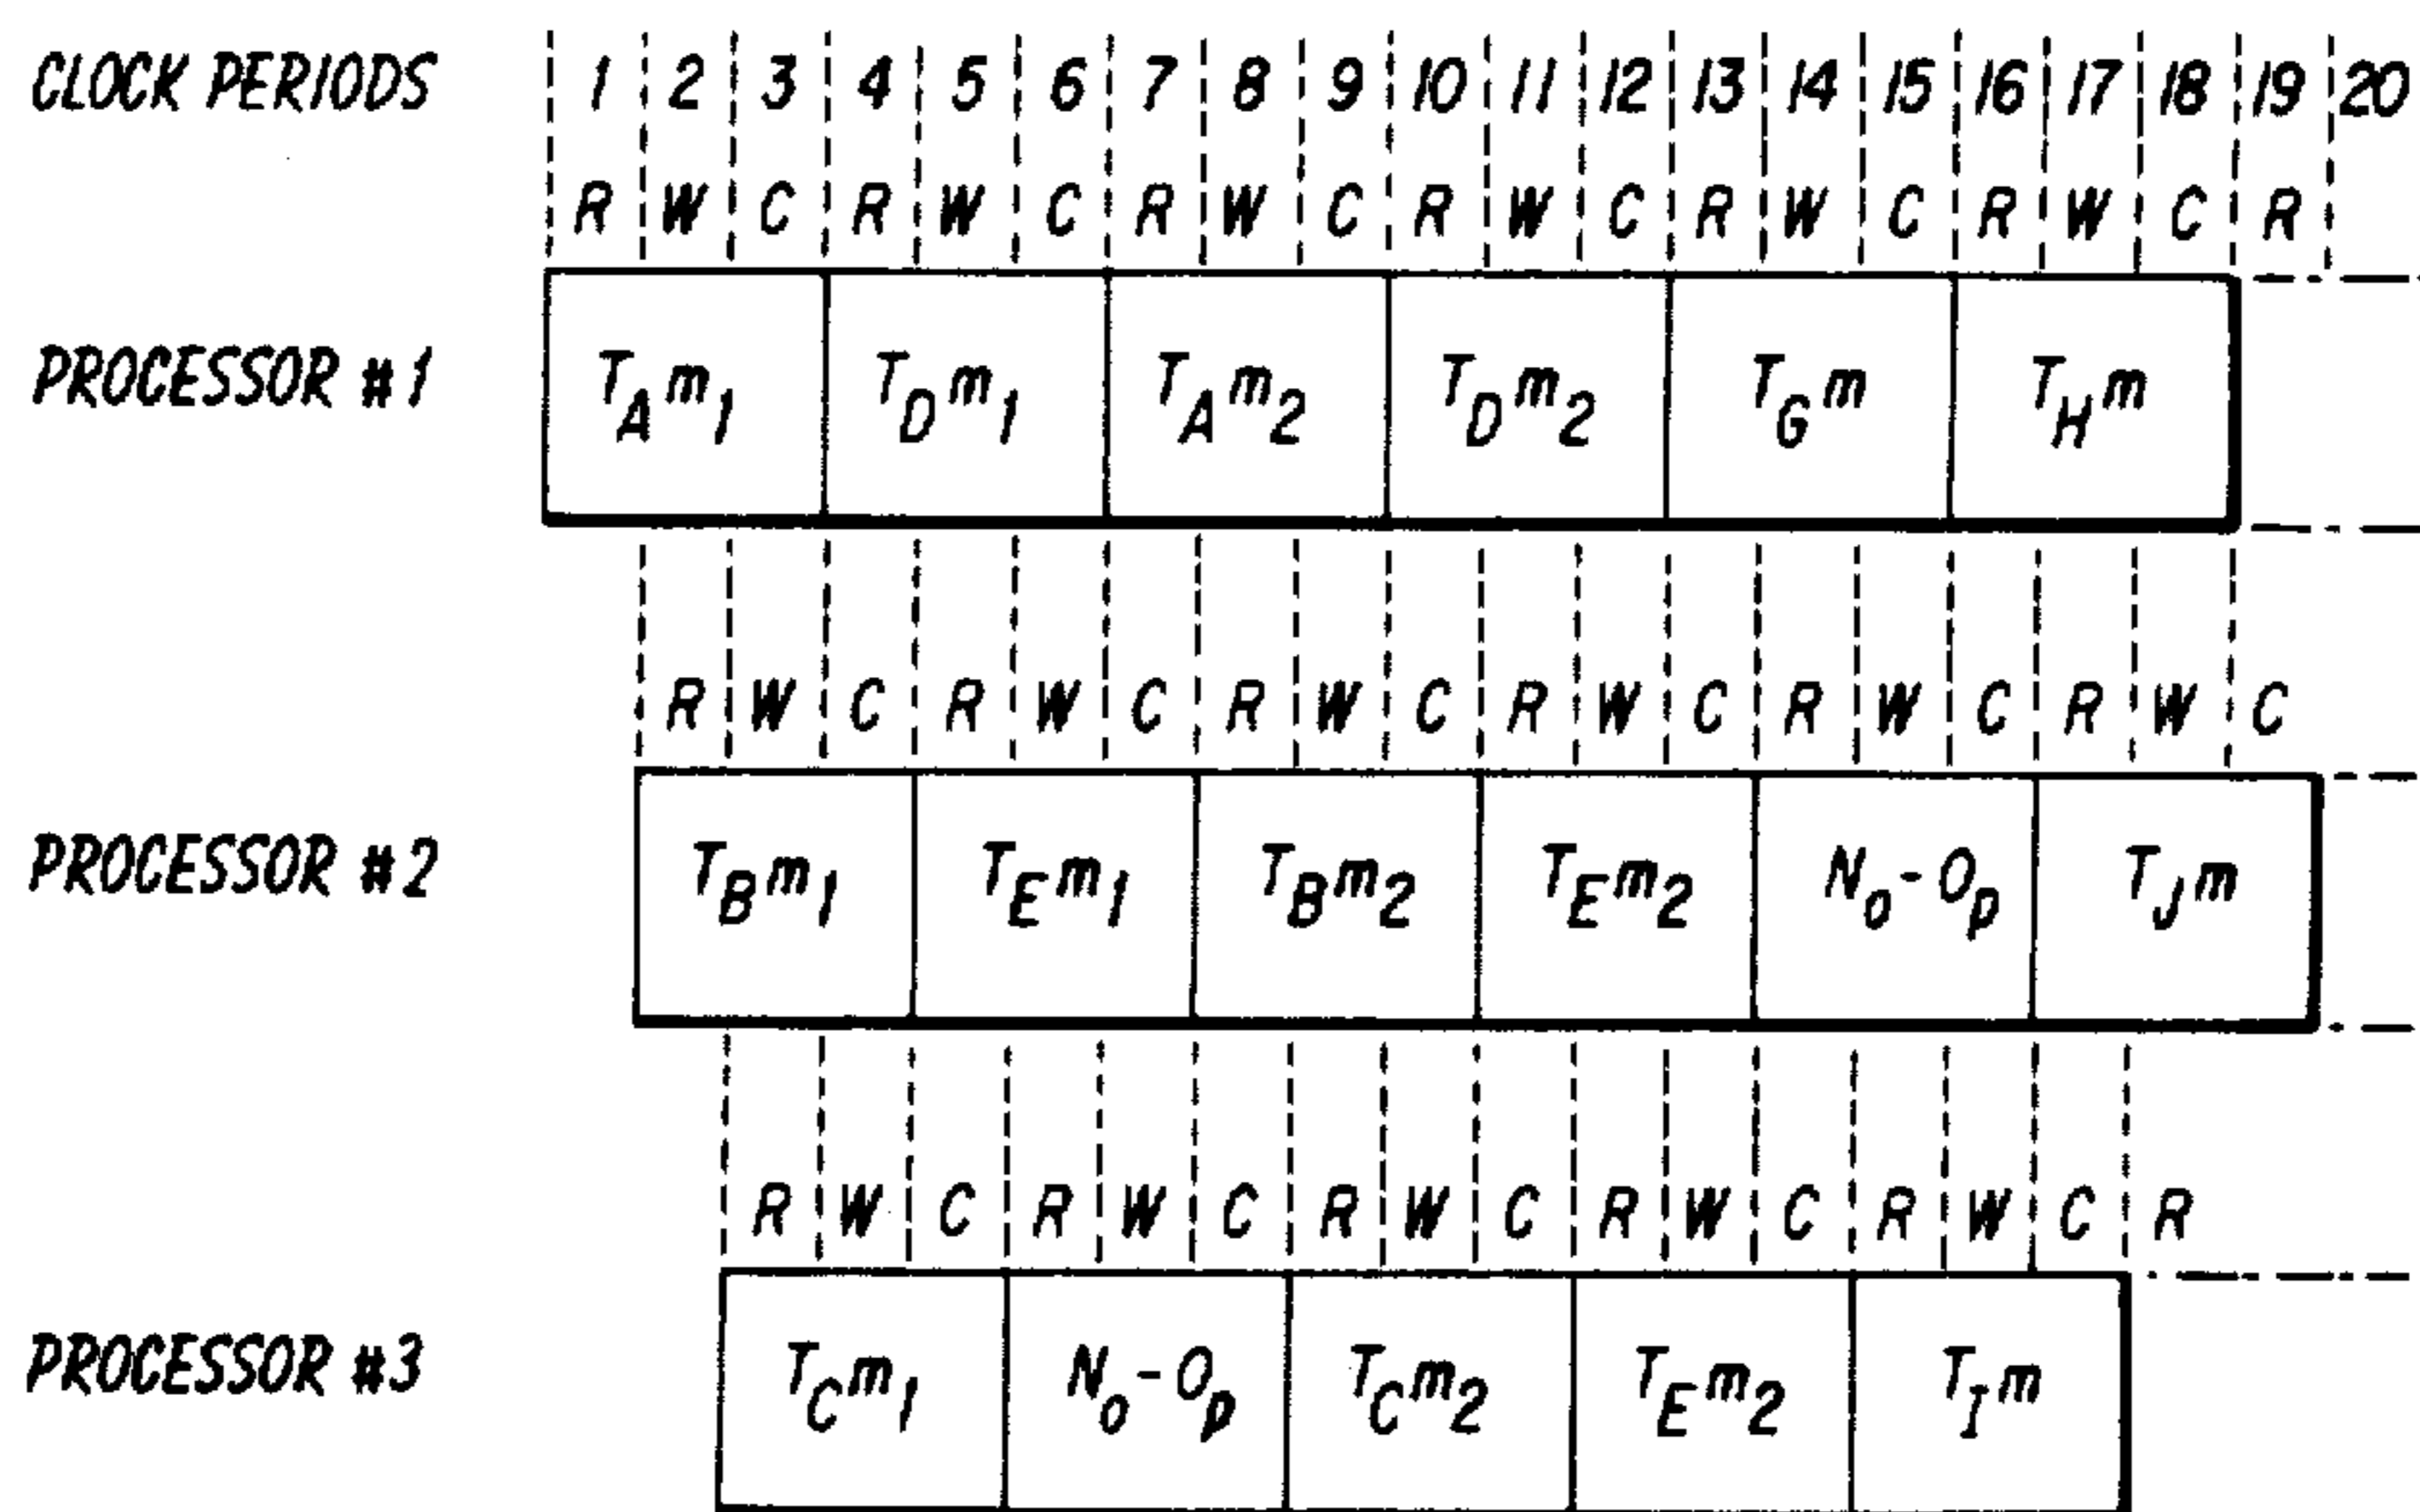 CLOCK PERIODS 1 2 3 4 5 6 7 8 9 10 11 12 13 14 15 16 17 18 19 20
R W C R W C R W C R W C R W C R W C R
PROCESSOR #1 TAm1 TDm1 TAm2 TDm2 TGm THm
R W C R W C R W C R W C R W C R W C
PROCESSOR #2 TBm1 TEm1 TBm2 TEm2 No-Op TJm
R W C R W C R W C R W C R W C R
PROCESSOR #3 TCm1 No-Op TCm2 TEm2 TIm